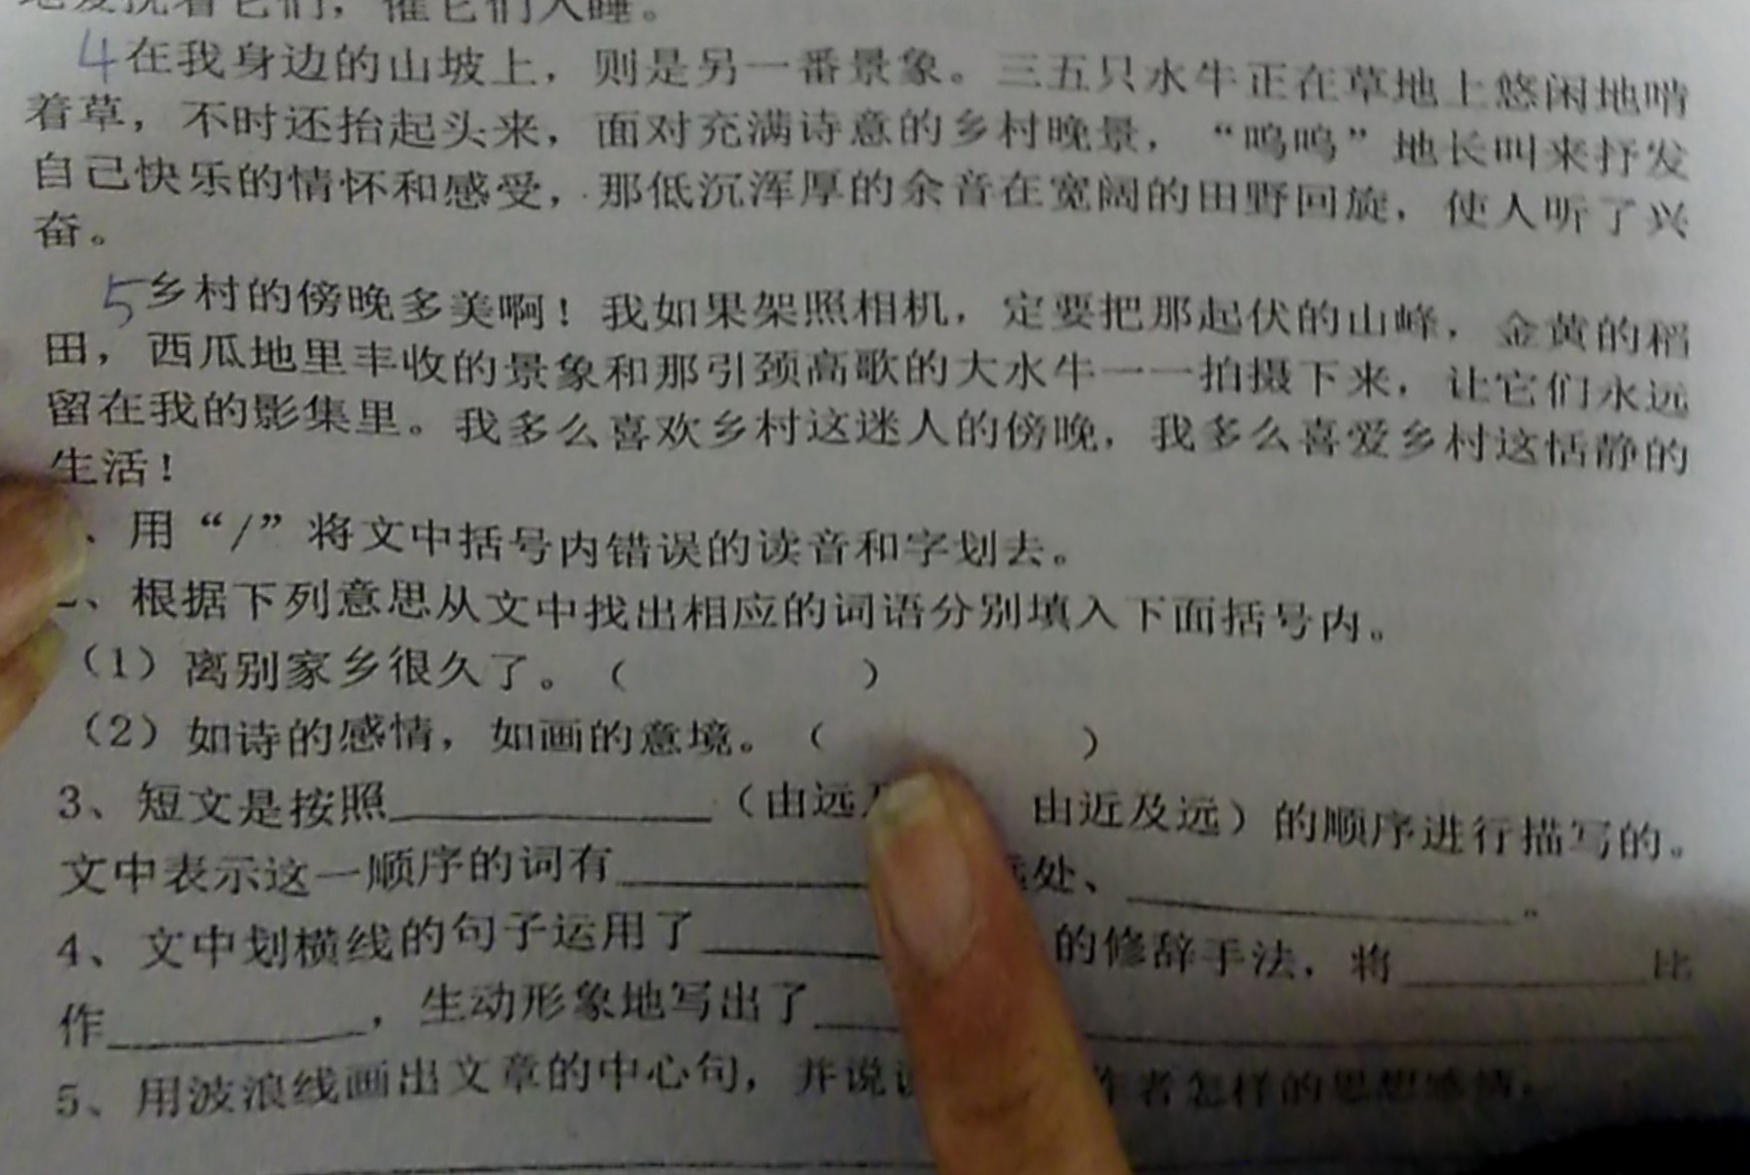 抚着它们，催它们入睡。
4在我身边的山坡上，则是另一番景象。三五只水牛正在草地上悠闲地啃
着草，不时还抬起头来，面对充满诗意的乡村晚景，“鸣鸣”地长叫来抒发
自己快乐的情怀和感受，那低沉浑厚的余音在宽阔的田野回旋，使人听了兴
奋。
5乡村的傍晚多美啊！我如果架照相机，定要把那起伏的山峰，金黄的稻
田，西瓜地里丰收的景象和那引颈高歌的大水牛一一拍摄下来，让它们永远
留在我的影集里。我多么喜欢乡村这迷人的傍晚，我多么喜爱乡村这恬静的
生活！
、用“/”将文中括号内错误的读音和字划去。
、根据下列意思从文中找出相应的词语分别填入下面括号内。
（1）离别家乡很久了。（ ）
（2）如诗的感情，如画的意境。（ ）
3、短文是按照________（由远 由近及远）的顺序进行描写的。
文中表示这一顺序的词有________处、________。
4、文中划横线的句子运用了________的修辞手法，将________比
作________，生动形象地写出了________
5、用波浪线画出文章的中心句，并说 作者怎样的思想感情。